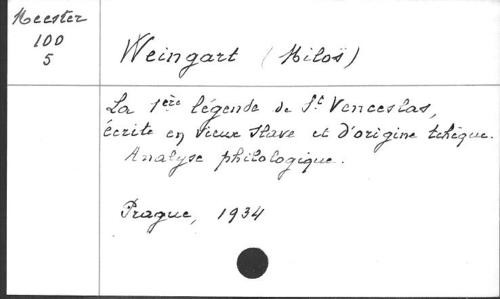 Meester
100
5
Weingart (Miloš)
La 1ère légende de St Venceslas,
écrite en vieux slave et d'origine tchèque.
Analyse philologique.
Prague, 1934